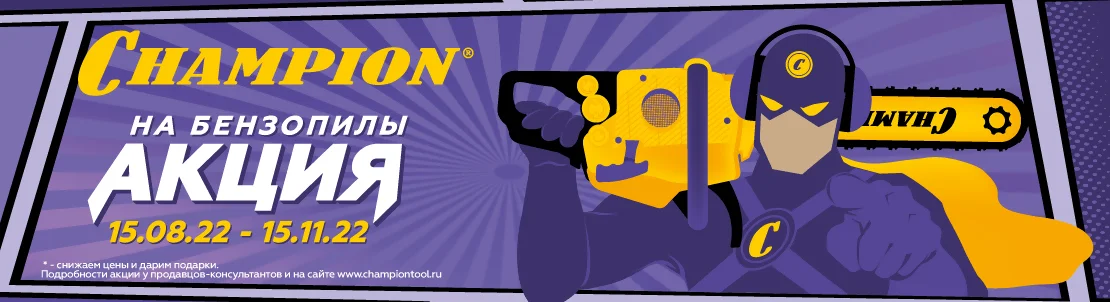 CHAMPION®
НА БЕНЗОПИЛЫ
АКЦИЯ
15.08.22 - 15.11.22
* - снижаем цены и дарим подарки.
Подробности акции у продавцов-консультантов и на сайте www.championtool.ru
C
CHAMPI
C